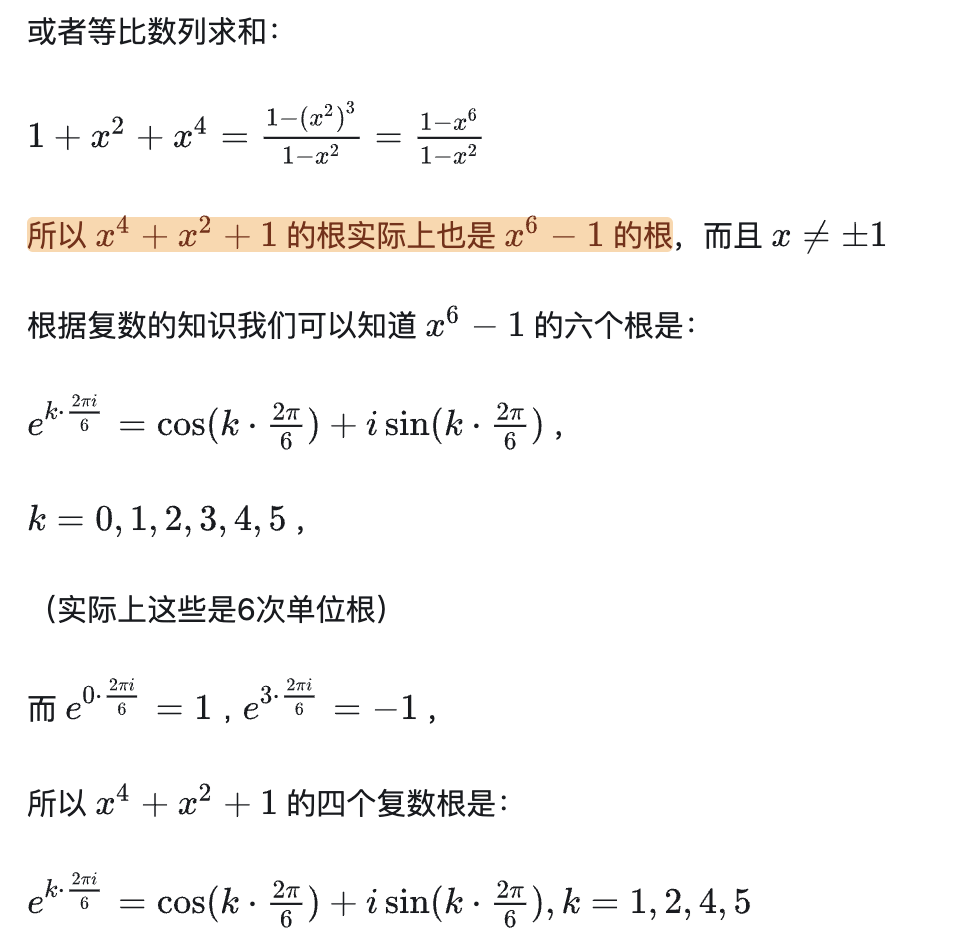 或者等比数列求和：
$1 + x^2 + x^4 = \frac{1-(x^2)^3}{1-x^2} = \frac{1-x^6}{1-x^2}$
所以 $x^4 + x^2 + 1$ 的根实际上也是 $x^6 - 1$ 的根，而且 $x \neq \pm 1$
根据复数的知识我们可以知道 $x^6 - 1$ 的六个根是：
$e^{k \cdot \frac{2\pi i}{6}} = \cos(k \cdot \frac{2\pi}{6}) + i \sin(k \cdot \frac{2\pi}{6})$，
$k = 0, 1, 2, 3, 4, 5$，
（实际上这些是6次单位根）
而 $e^{0 \cdot \frac{2\pi i}{6}} = 1$ , $e^{3 \cdot \frac{2\pi i}{6}} = -1$，
所以 $x^4 + x^2 + 1$ 的四个复数根是：
$e^{k \cdot \frac{2\pi i}{6}} = \cos(k \cdot \frac{2\pi}{6}) + i \sin(k \cdot \frac{2\pi}{6}), k = 1, 2, 4, 5$